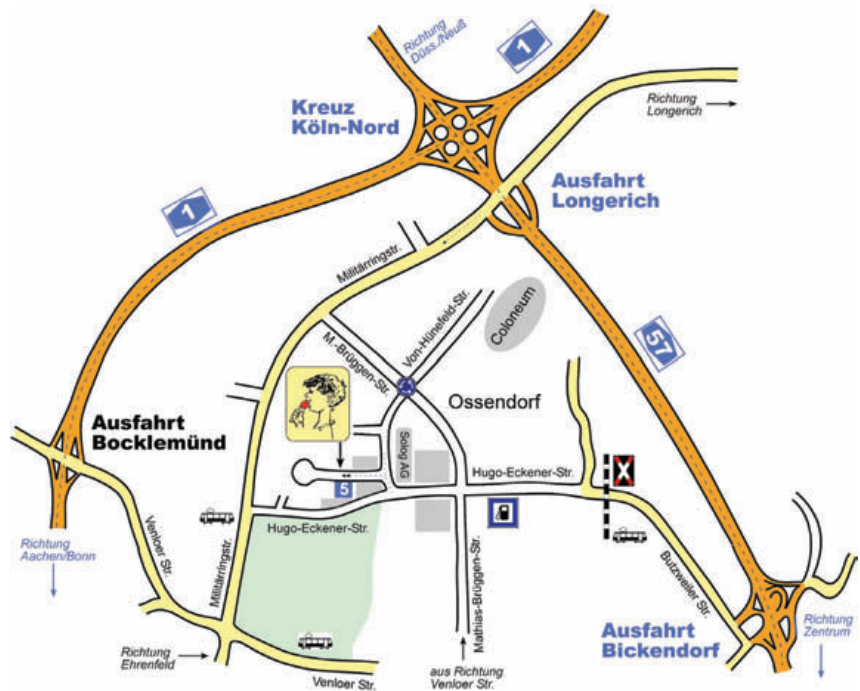 Richtung
Düss./Neuß
1
Kreuz
Köln-Nord
Richtung
Longerich
Ausfahrt
Longerich
1
Militärringstr.
Von-Hünefeld-Str.
Coloneum
M.-Brüggen-Str.
57
Ossendorf
Ausfahrt
Bocklemünd
Solog AG
Hugo-Eckener-Str.
5
Hugo-Eckener-Str.
Richtung
Aachen/Bonn
Venloer Str.
Militärringstr.
Mathias-Brüggen-Str.
Butzweiler Str.
Ausfahrt
Bickendorf
Richtung
Zentrum
Richtung
Ehrenfeld
Venloer Str.
aus Richtung
Venloer Str.